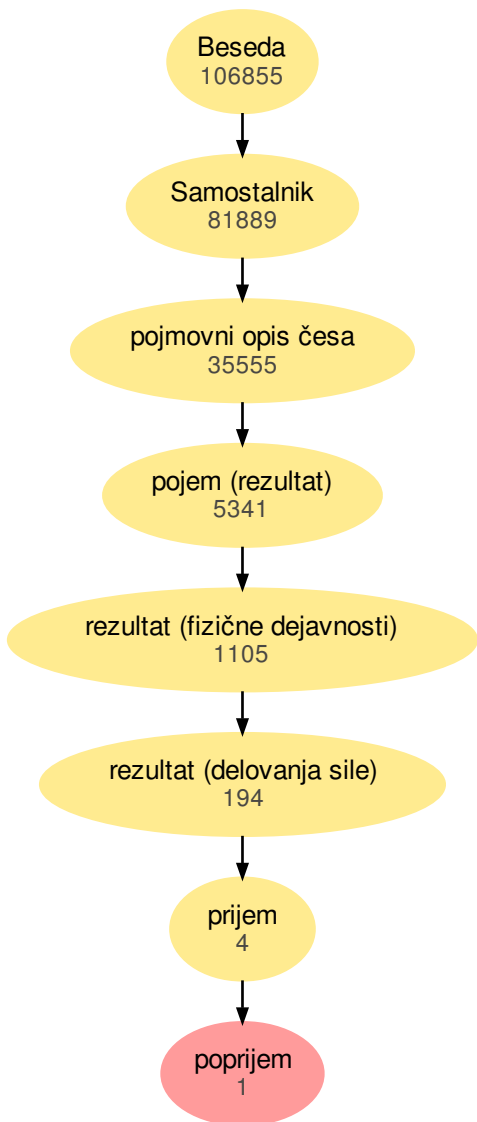 Beseda
106855
Samostalnik
81889
pojmovni opis česa
35555
pojem (rezultat)
5341
rezultat (fizične dejavnosti)
1105
rezultat (delovanja sile)
194
prijem
4
poprijem
1